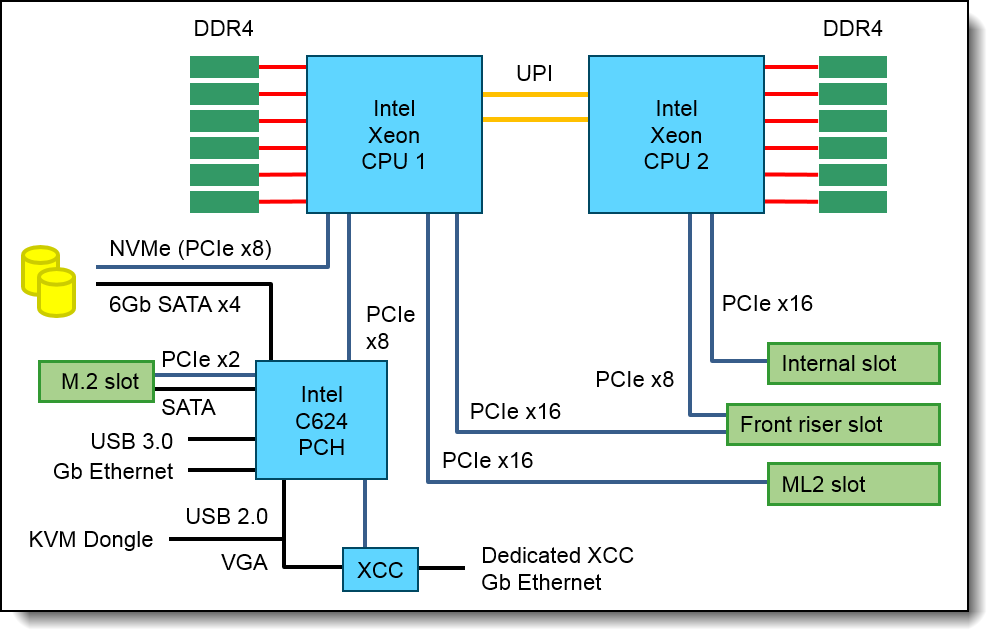 DDR4
DDR4
UPI
Intel
Xeon
CPU 1
Intel
Xeon
CPU 2
NVMe (PCIe x8)
6Gb SATA x4
PCIe
x8
PCIe x16
PCIe x2
M.2 slot
SATA
Internal slot
PCIe x8
Intel
C624
PCH
PCIe x16
Front riser slot
USB 3.0
Gb Ethernet
PCIe x16
ML2 slot
USB 2.0
KVM Dongle
VGA
XCC
Dedicated XCC
Gb Ethernet